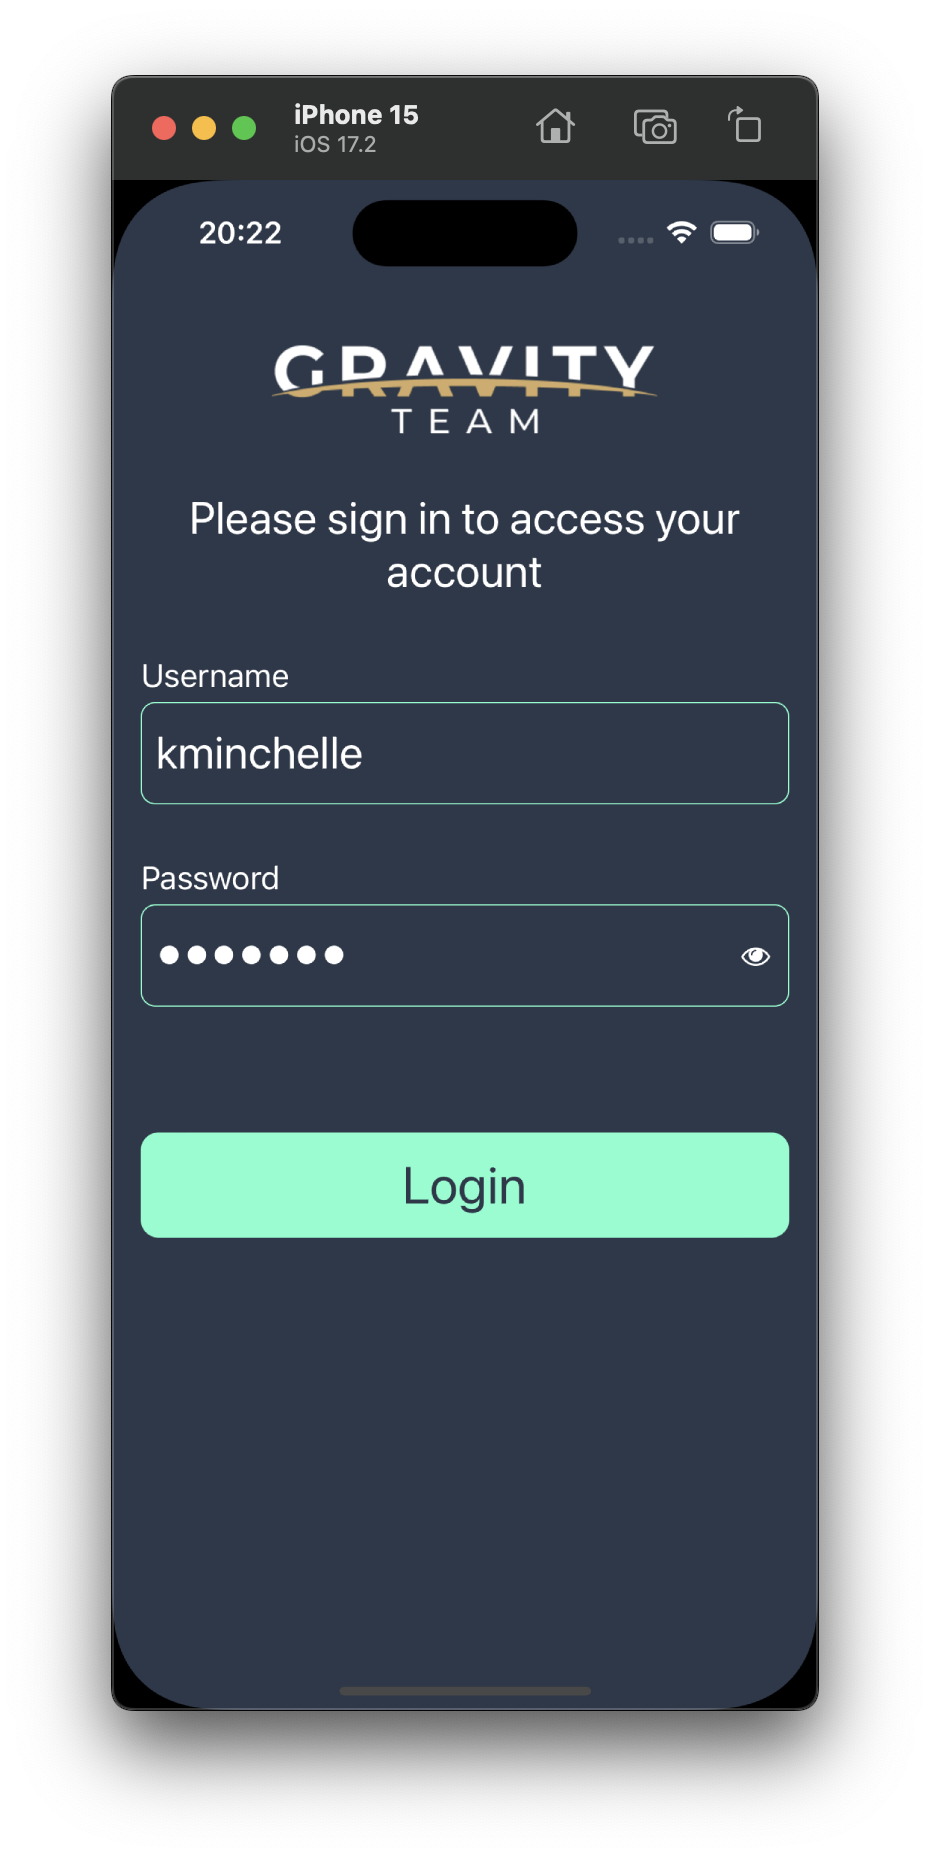 iPhone 15
iOS 17.2
20:22
GRAVITY
TEAM
Please sign in to access your
account
Username
kminchelle
Password
Login